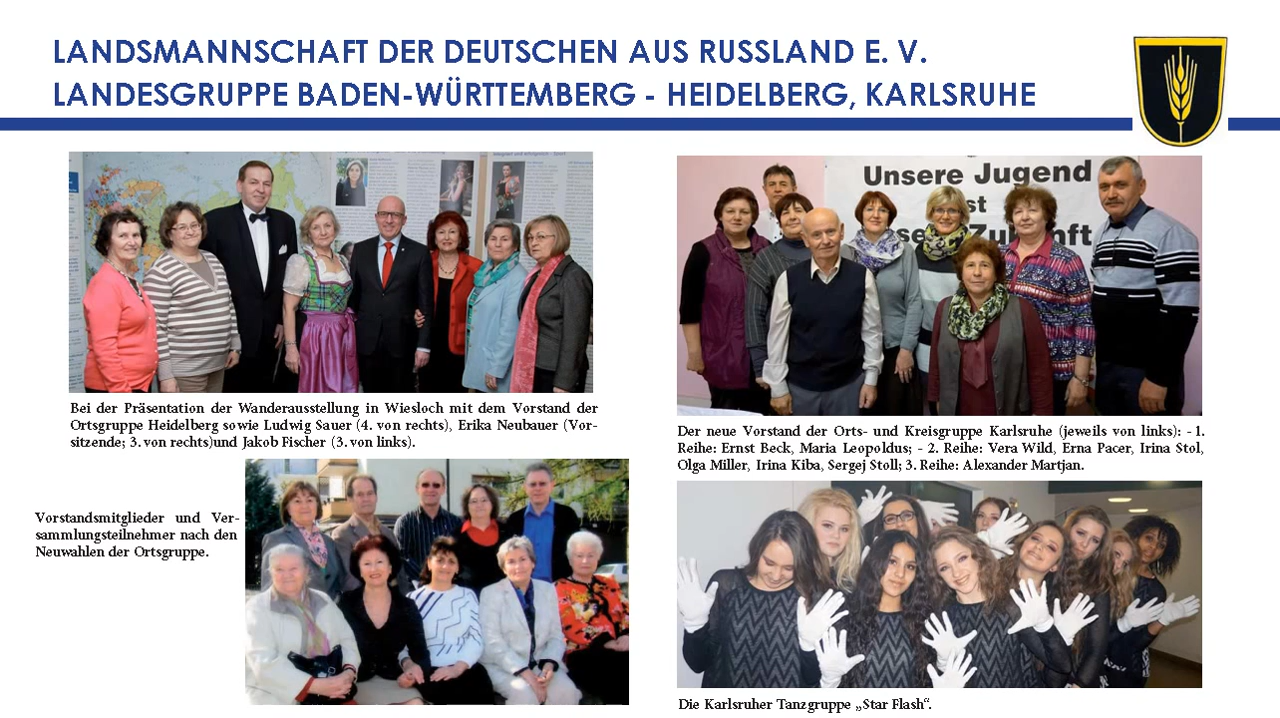 LANDSMANNSCHAFT DER DEUTSCHEN AUS RUSSLAND E. V.
LANDESGRUPPE BADEN-WÜRTTEMBERG - HEIDELBERG, KARLSRUHE
Bei der Präsentation der Wanderausstellung in Wiesloch mit dem Vorstand der
Ortsgruppe Heidelberg sowie Ludwig Sauer (4. von rechts), Erika Neubauer (Vor-
sitzende; 3. von rechts)und Jakob Fischer (3. von links).
Vorstandsmitglieder und Ver-
sammlungsteilnehmer nach den
Neuwahlen der Ortsgruppe.
Unsere Jugend
st
Zukunft
Der neue Vorstand der Orts- und Kreisgruppe Karlsruhe (jeweils von links): - 1.
Reihe: Ernst Beck, Maria Leopoldus; - 2. Reihe: Vera Wild, Erna Pacer, Irina Stol,
Olga Miller, Irina Kiba, Sergej Stoll; 3. Reihe: Alexander Martjan.
Die Karlsruher Tanzgruppe „Star Flash“.